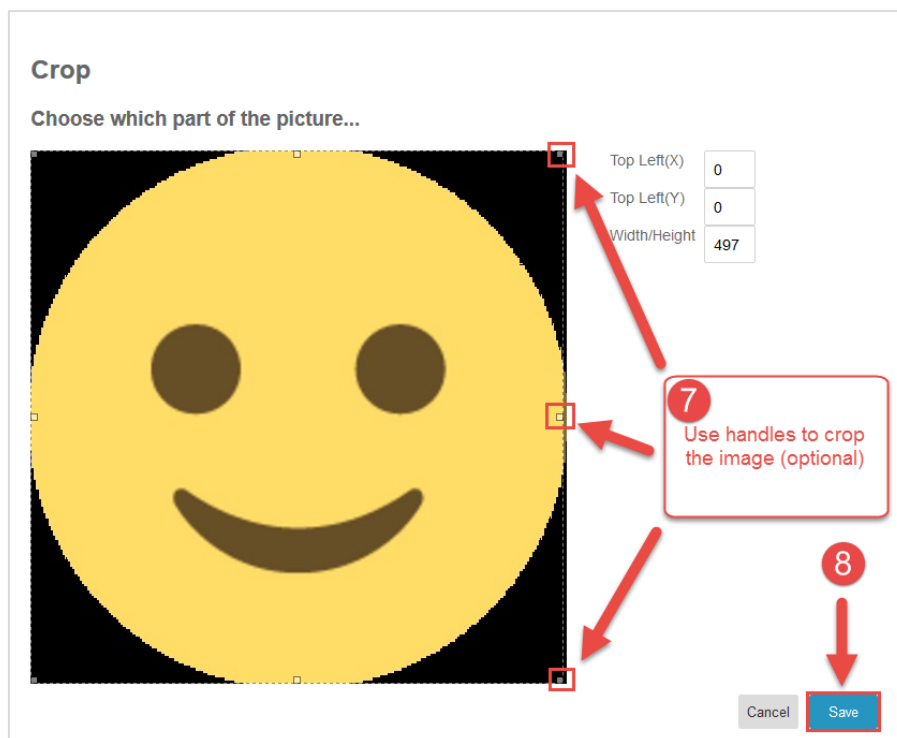 Crop
Choose which part of the picture...
Top Left(X)
0
Top Left(Y)
0
Width/Height
497
7
Use handles to crop
the image (optional)
8
Cancel
Save